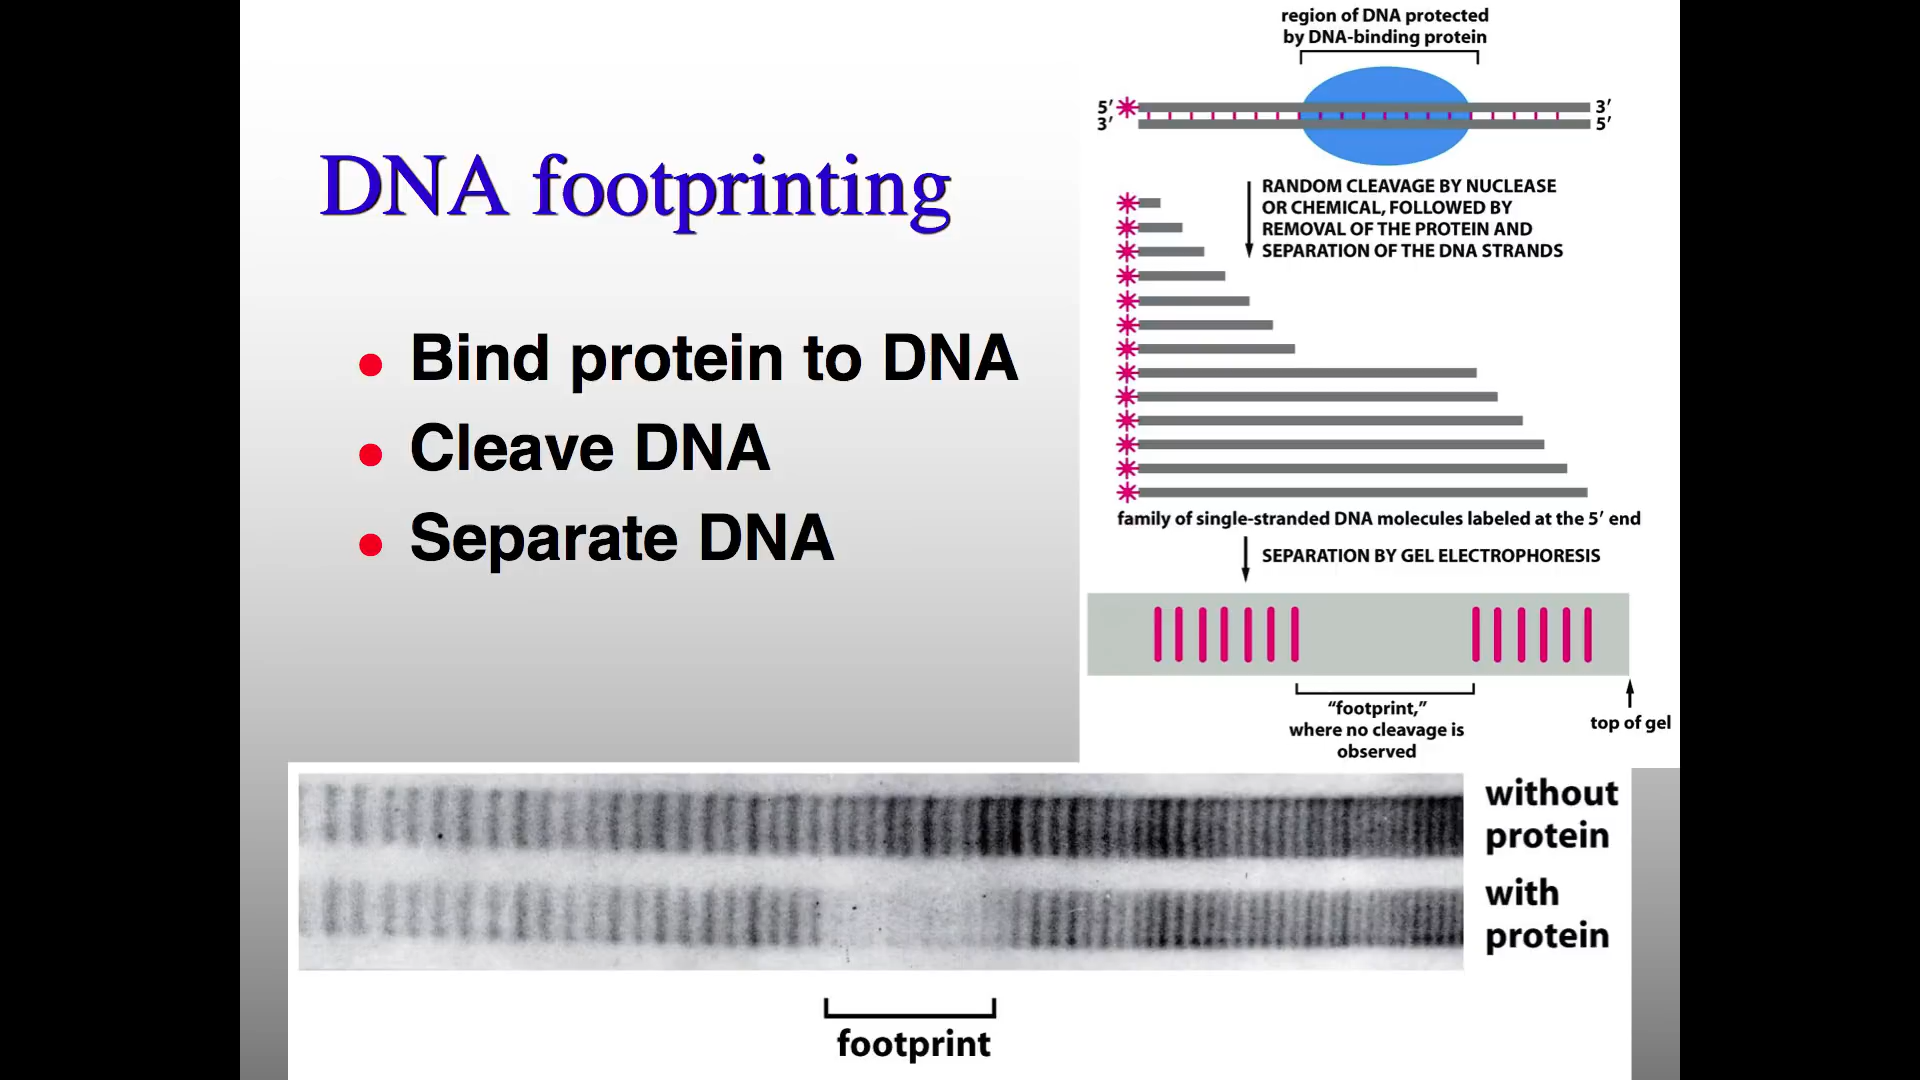 DNA footprinting
Bind protein to DNA
Cleave DNA
Separate DNA
region of DNA protected
by DNA-binding protein
5′ 3′
3′ 5′
RANDOM CLEAVAGE BY NUCLEASE
OR CHEMICAL, FOLLOWED BY
REMOVAL OF THE PROTEIN AND
SEPARATION OF THE DNA STRANDS
family of single-stranded DNA molecules labeled at the 5′ end
SEPARATION BY GEL ELECTROPHORESIS
“footprint,”
where no cleavage is
observed
top of gel
without
protein
with
protein
footprint